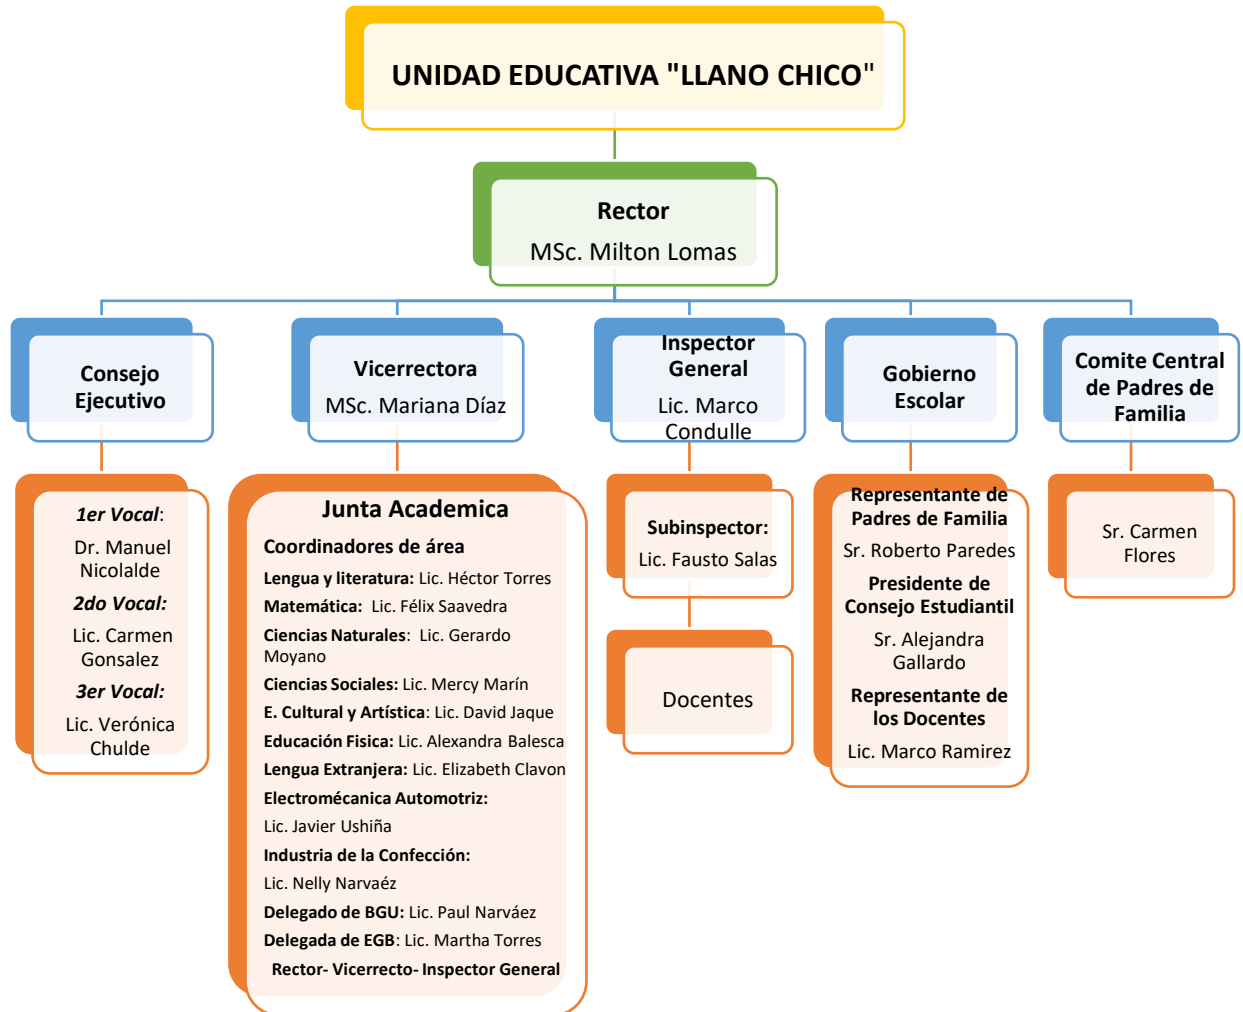 UNIDAD EDUCATIVA "LLANO CHICO"
Rector
MSc. Milton Lomas
Consejo
Ejecutivo
Vicerrectora
MSc. Mariana Díaz
Inspector
General
Lic. Marco
Condulle
Gobierno
Escolar
Comite Central
de Padres de
Familia
1er Vocal:
Dr. Manuel
Nicolalde
2do Vocal:
Lic. Carmen
Gonsalez
3er Vocal:
Lic. Verónica
Chulde
Junta Academica
Coordinadores de área
Lengua y literatura: Lic. Héctor Torres
Matemática: Lic. Félix Saavedra
Ciencias Naturales: Lic. Gerardo
Moyano
Ciencias Sociales: Lic. Mercy Marín
E. Cultural y Artística: Lic. David Jaque
Educación Fisica: Lic. Alexandra Balesca
Lengua Extranjera: Lic. Elizabeth Clavon
Electromécanica Automotriz:
Lic. Javier Ushiña
Industria de la Confección:
Lic. Nelly Narvaéz
Delegado de BGU: Lic. Paul Narváez
Delegada de EGB: Lic. Martha Torres
Rector- Vicerrecto- Inspector General
Subinspector:
Lic. Fausto Salas
Docentes
Representante de
Padres de Familia
Sr. Roberto Paredes
Presidente de
Consejo Estudiantil
Sr. Alejandra
Gallardo
Representante de
los Docentes
Lic. Marco Ramirez
Sr. Carmen
Flores